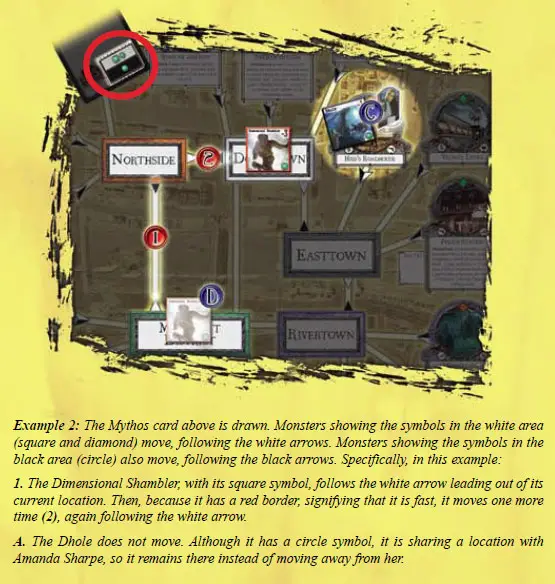 C
NORTHSIDE
2
D WN
HIBB'S ROADHOUSE
1
EASTTOWN
D
M T
RIVERTOWN
Example 2: The Mythos card above is drawn. Monsters showing the symbols in the white area
(square and diamond) move, following the white arrows. Monsters showing the symbols in the
black area (circle) also move, following the black arrows. Specifically, in this example:
1. The Dimensional Shambler, with its square symbol, follows the white arrow leading out of its
current location. Then, because it has a red border, signifying that it is fast, it moves one more
time (2), again following the white arrow.
A. The Dhole does not move. Although it has a circle symbol, it is sharing a location with
Amanda Sharpe, so it remains there instead of moving away from her.